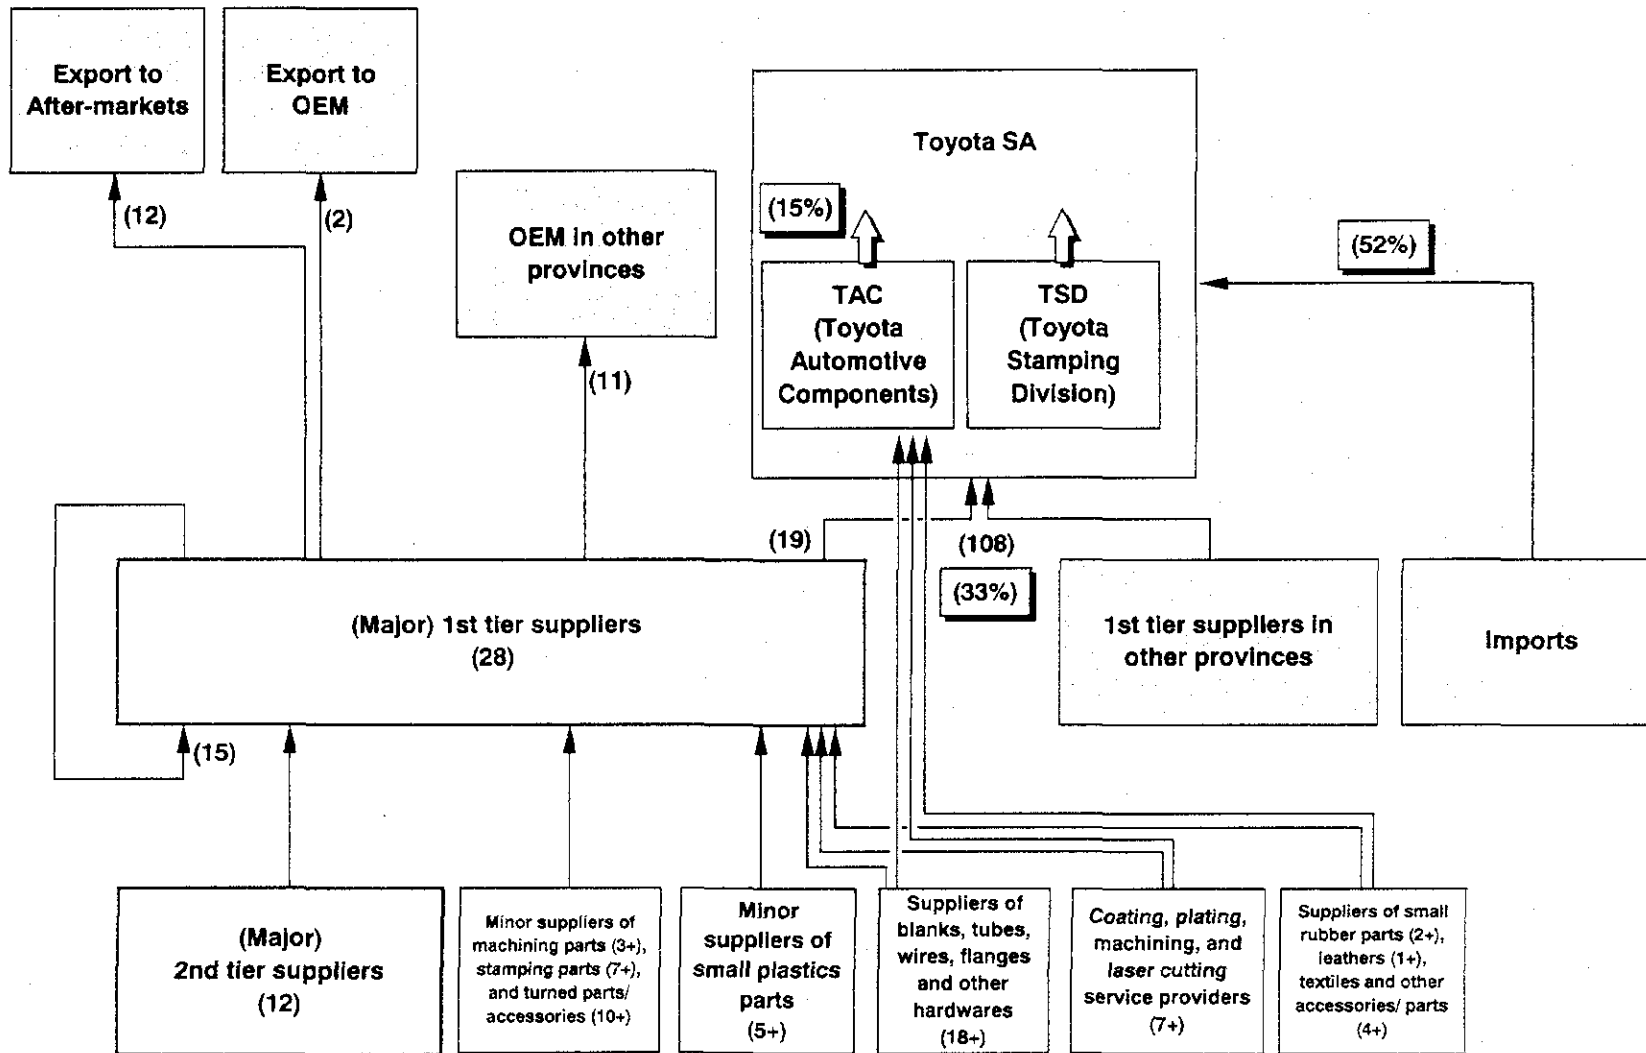 Export to
After-markets
Export to
OEM
Toyota SA
(12)
(2)
(15%)
OEM in other
provinces
(52%)
TAC
(Toyota
Automotive
Components)
TSD
(Toyota
Stamping
Division)
(11)
(19)
(108)
(33%)
(Major) 1st tier suppliers
(28)
1st tier suppliers in
other provinces
Imports
(15)
(Major)
2nd tier suppliers
(12)
Minor suppliers of
machining parts (3+),
stamping parts (7+),
and turned parts/
accessories (10+)
Minor
suppliers of
small plastics
parts
(5+)
Suppliers of
blanks, tubes,
wires, flanges
and other
hardwares
(18+)
Coating, plating,
machining, and
laser cutting
service providers
(7+)
Suppliers of small
rubber parts (2+),
leathers (1+),
textiles and other
accessories/ parts
(4+)